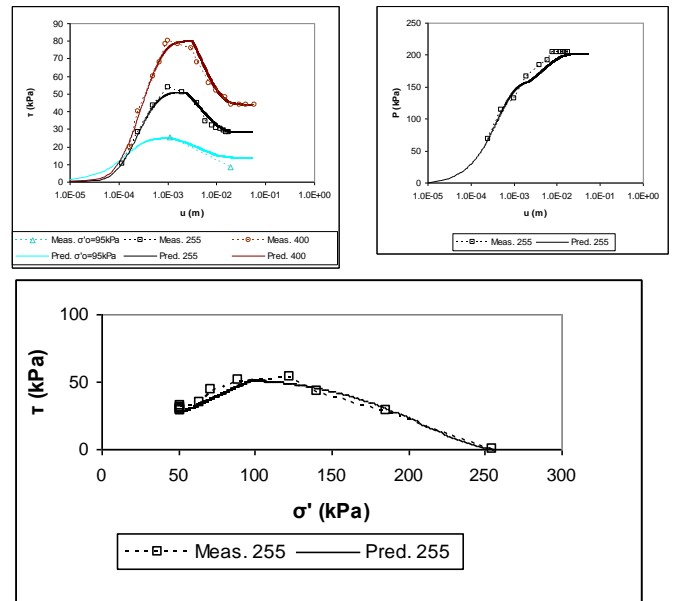 90
80
70
60
50
40
30
20
10
0
τ (kPa)
1.0E-05 1.0E-04 1.0E-03 1.0E-02 1.0E-01 1.0E+00
u (m)
Meas. σ'o=95kPa Meas. 255 Meas. 400
Pred. σ'o=95kPa Pred. 255 Pred. 400
250
200
150
100
50
0
P (kPa)
1.0E-05 1.0E-04 1.0E-03 1.0E-02 1.0E-01 1.0E+00
u (m)
Meas. 255 Pred. 255
100
50
0
τ (kPa)
0 50 100 150 200 250 300
σ' (kPa)
Meas. 255 Pred. 255